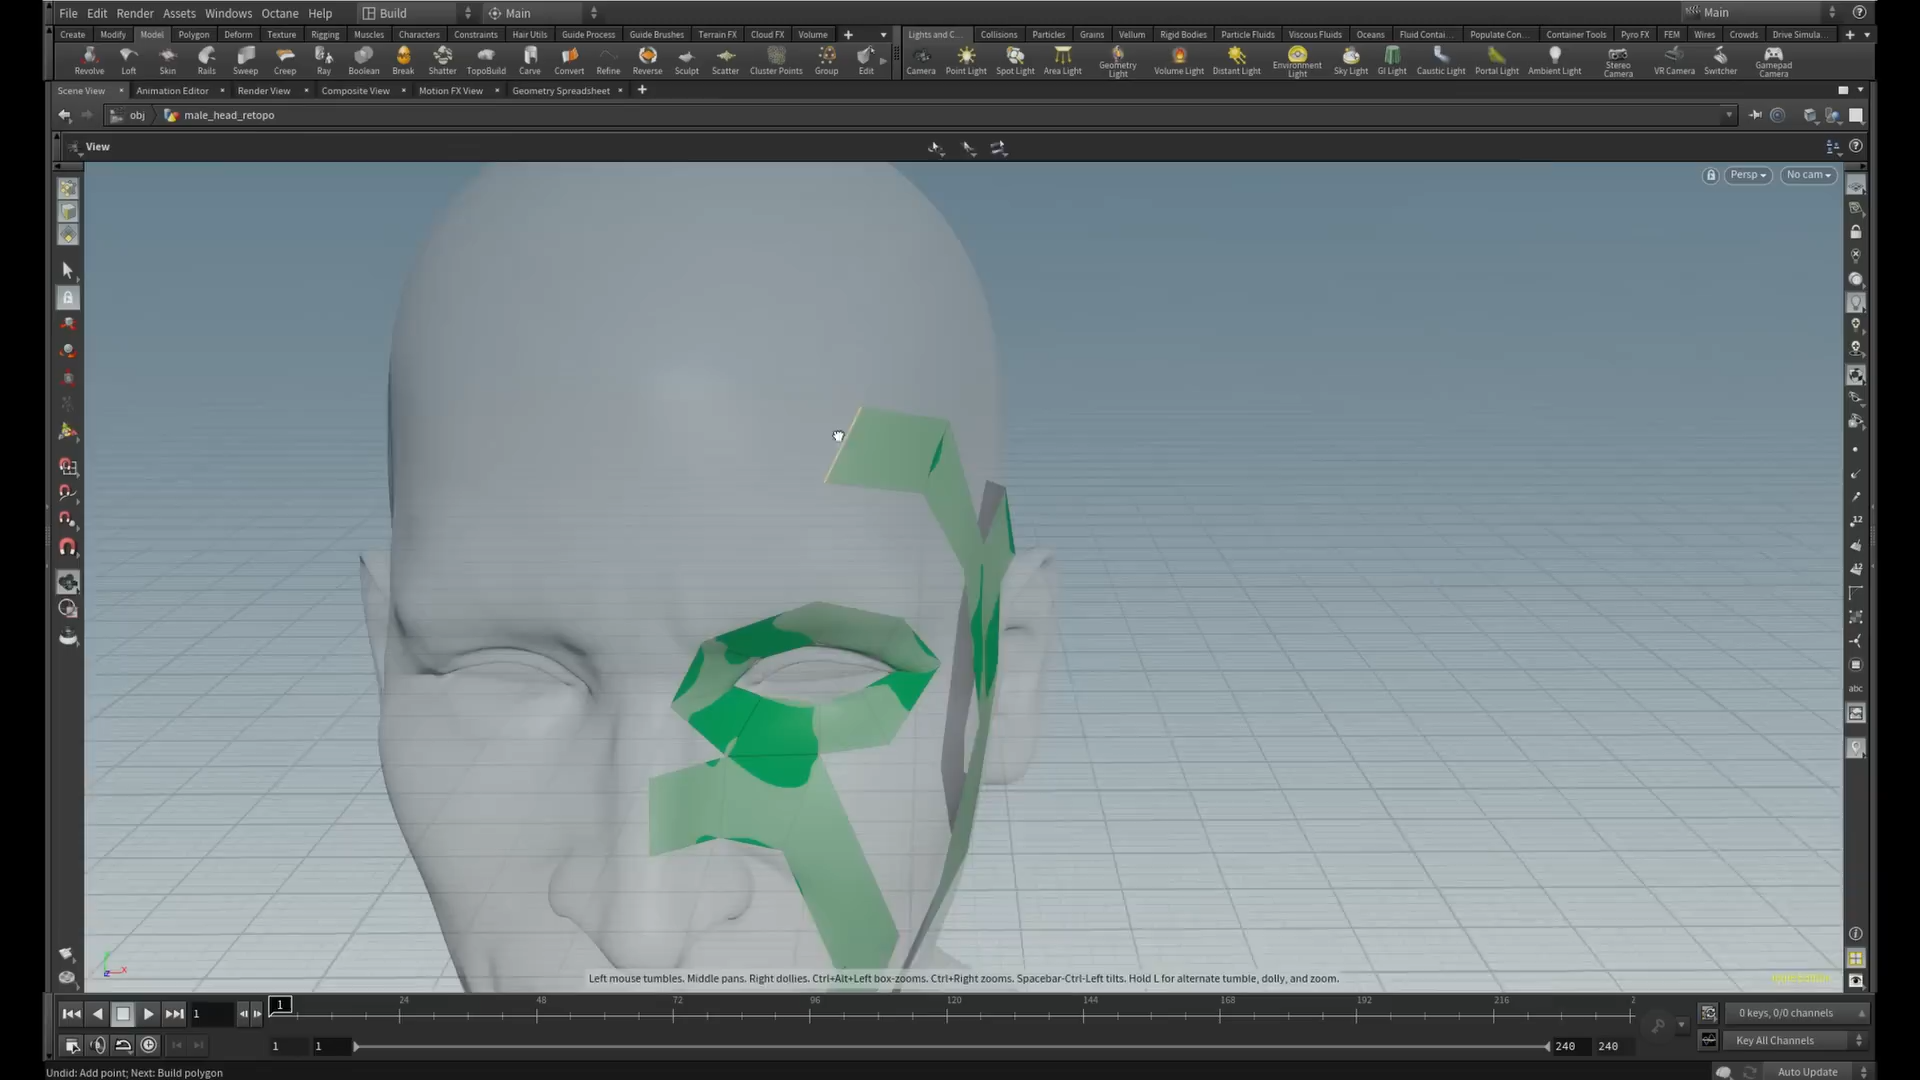 File Edit Render Assets Windows Octane Help Build Main Main
Create Modify Model Polygon Deform Texture Rigging Muscles Characters Constraints Hair Utils Guide Process Guide Brushes Terrain FX Cloud FX Volume Lights and C... Collisions Particles Grains Vellum Rigid Bodies Particle Fluids Viscous Fluids Oceans Fluid Contai... Populate Con... Container Tools Pyro FX FEM Wires Crowds Drive Simula...
Revolve Loft Skin Rails Sweep Creep Ray Boolean Break Shatter TopoBuild Carve Convert Refine Reverse Sculpt Scatter Cluster Points Group Edit Camera Point Light Spot Light Area Light Geometry Light Volume Light Distant Light Environment Light Sky Light GI Light Caustic Light Portal Light Ambient Light Stereo Camera VR Camera Switcher Gamepad Camera
Scene View Animation Editor Render View Composite View Motion FX View Geometry Spreadsheet
obj male_head_retopo
View
Persp No cam
12
12
abc
Left mouse tumbles. Middle pans. Right dollies. Ctrl+Alt+Left box-zooms. Ctrl+Right zooms. Spacebar-Ctrl-Left tilts. Hold L for alternate tumble, dolly, and zoom.
1 1 24 48 72 96 120 144 168 192 216 2 0 keys, 0/0 channels
1 1 240 240 Key All Channels
Undid: Add point; Next: Build polygon Auto Update